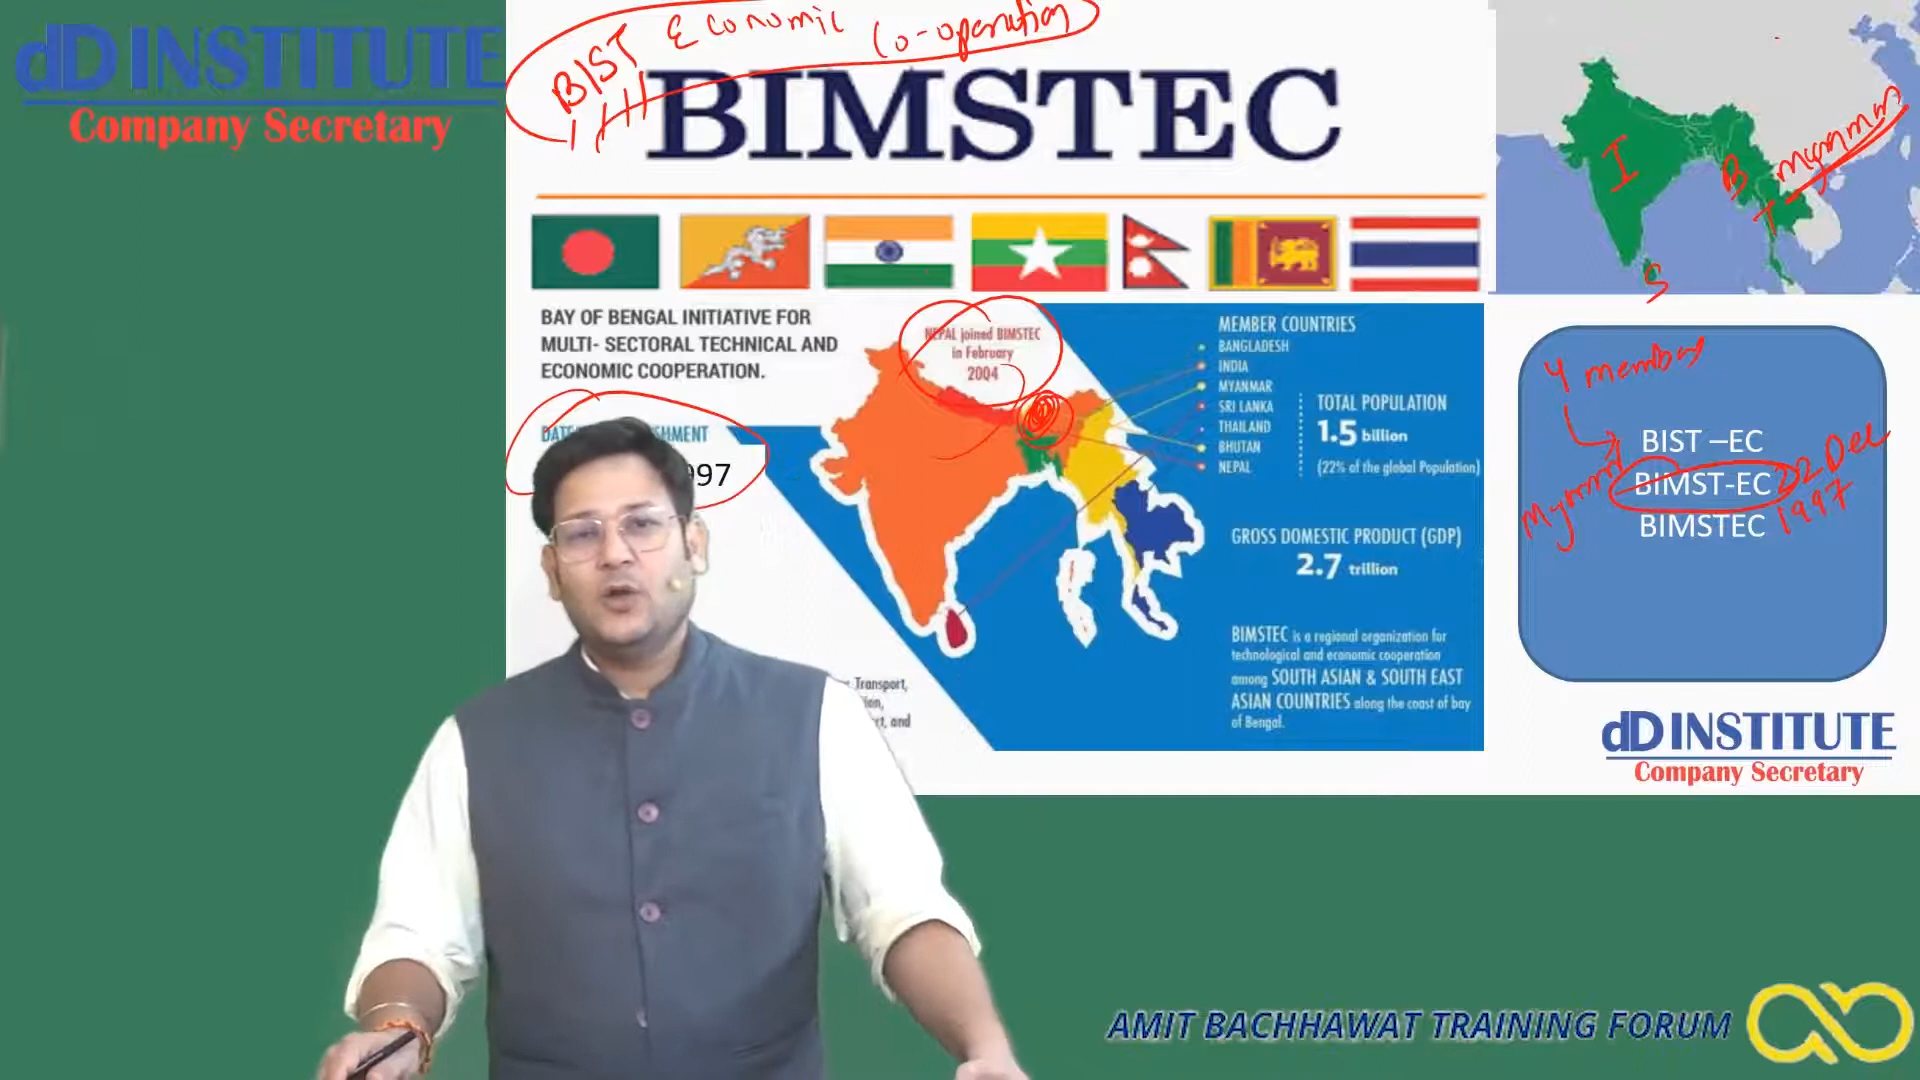 dD INSTITUTE
Company Secretary
BIST Economic Co-operation
BIMSTEC
BAY OF BENGAL INITIATIVE FOR
MULTI- SECTORAL TECHNICAL AND
ECONOMIC COOPERATION.
NEPAL joined BIMSTEC
in February
2004
97
Transport,
and
MEMBER COUNTRIES
BANGLADESH
INDIA
MYANMAR
SRI LANKA
THAILAND
BHUTAN
NEPAL
TOTAL POPULATION
1.5 billion
(22% of the global Population)
GROSS DOMESTIC PRODUCT (GDP)
2.7 trillion
BIMSTEC is a regional organization for
technological and economic cooperation
among SOUTH ASIAN & SOUTH EAST
ASIAN COUNTRIES along the coast of bay
of Bengal.
I
B
T
S
Myanmar
4 members
BIST –EC
BIMST-EC 22 Dec
1997
BIMSTEC
dD INSTITUTE
Company Secretary
AMIT BACHHAWAT TRAINING FORUM